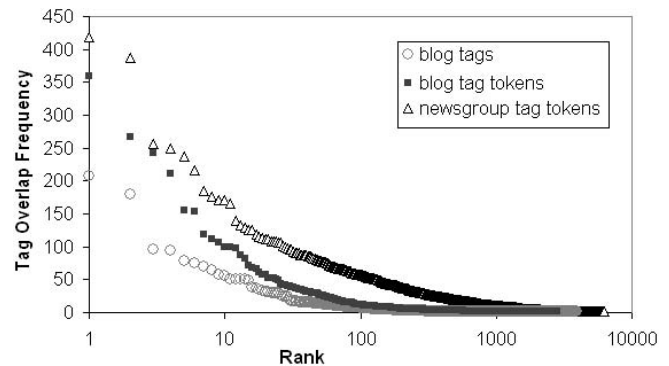 450
400
350
300
250
200
150
100
50
0
Tag Overlap Frequency
blog tags
blog tag tokens
newsgroup tag tokens
1 10 100 1000 10000
Rank